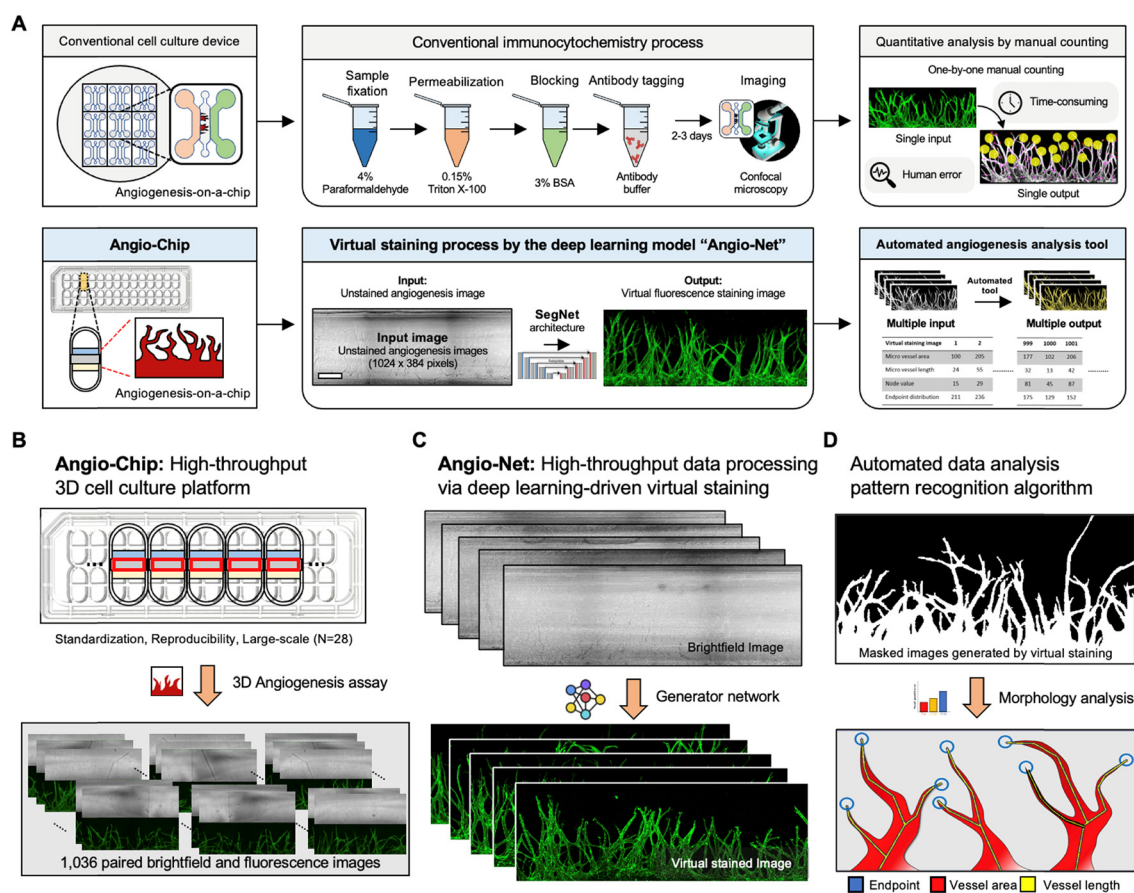 A
Conventional cell culture device
Angiogenesis-on-a-chip
Conventional immunocytochemistry process
Sample
fixation
Permeabilization
Blocking
Antibody tagging
Imaging
2-3 days
4%
Paraformaldehyde
0.15%
Triton X-100
3% BSA
Antibody
buffer
Confocal
microscopy
Quantitative analysis by manual counting
One-by-one manual counting
Time-consuming
Single input
Human error
Single output
Angio-Chip
Angiogenesis-on-a-chip
Virtual staining process by the deep learning model “Angio-Net”
Input:
Unstained angiogenesis image
Output:
Virtual fluorescence staining image
Input image
Unstained angiogenesis images
(1024 x 384 pixels)
SegNet
architecture
Automated angiogenesis analysis tool
Automated
tool
Multiple input
Multiple output
Virtual staining image 1 2 999 1000 1001
Micro vessel area 100 205 177 102 206
Micro vessel length 24 55 .......... 32 13 42 ..........
Node value 15 29 81 45 87
Endpoint distribution 211 236 175 129 152
B
Angio-Chip: High-throughput
3D cell culture platform
Standardization, Reproducibility, Large-scale (N=28)
3D Angiogenesis assay
1,036 paired brightfield and fluorescence images
C
Angio-Net: High-throughput data processing
via deep learning-driven virtual staining
Brightfield Image
Generator network
Virtual stained Image
D
Automated data analysis
pattern recognition algorithm
Masked images generated by virtual staining
Morphology analysis
Endpoint
Vessel area
Vessel length